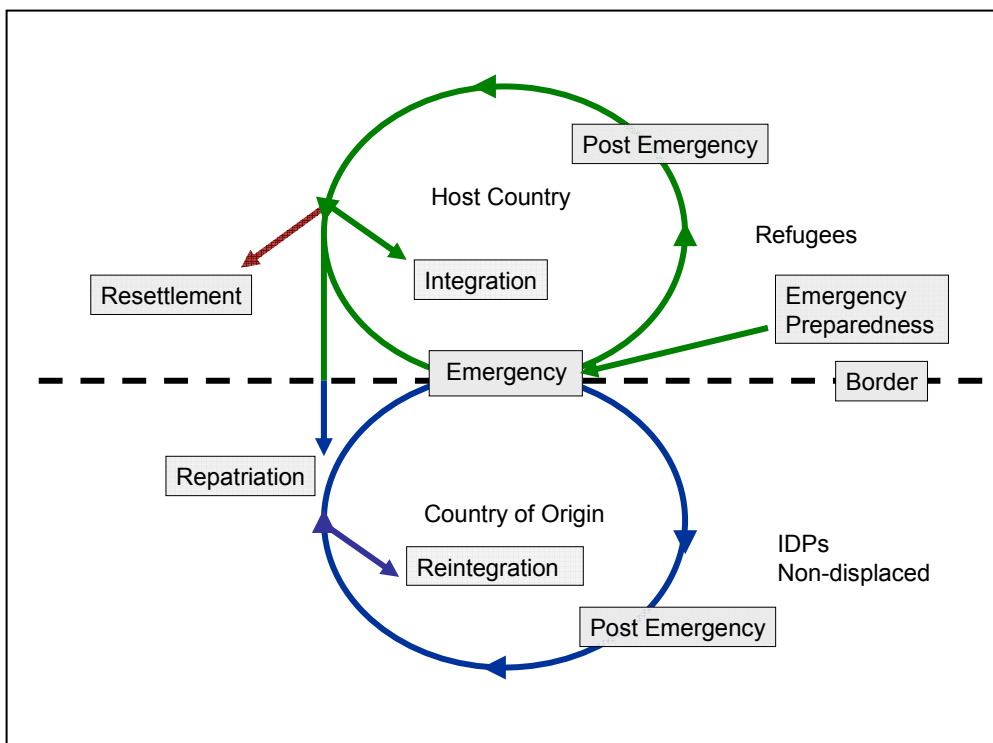 Post Emergency
Host Country
Refugees
Integration
Resettlement
Emergency
Preparedness
Emergency
Border
Repatriation
Country of Origin
IDPs
Non-displaced
Reintegration
Post Emergency